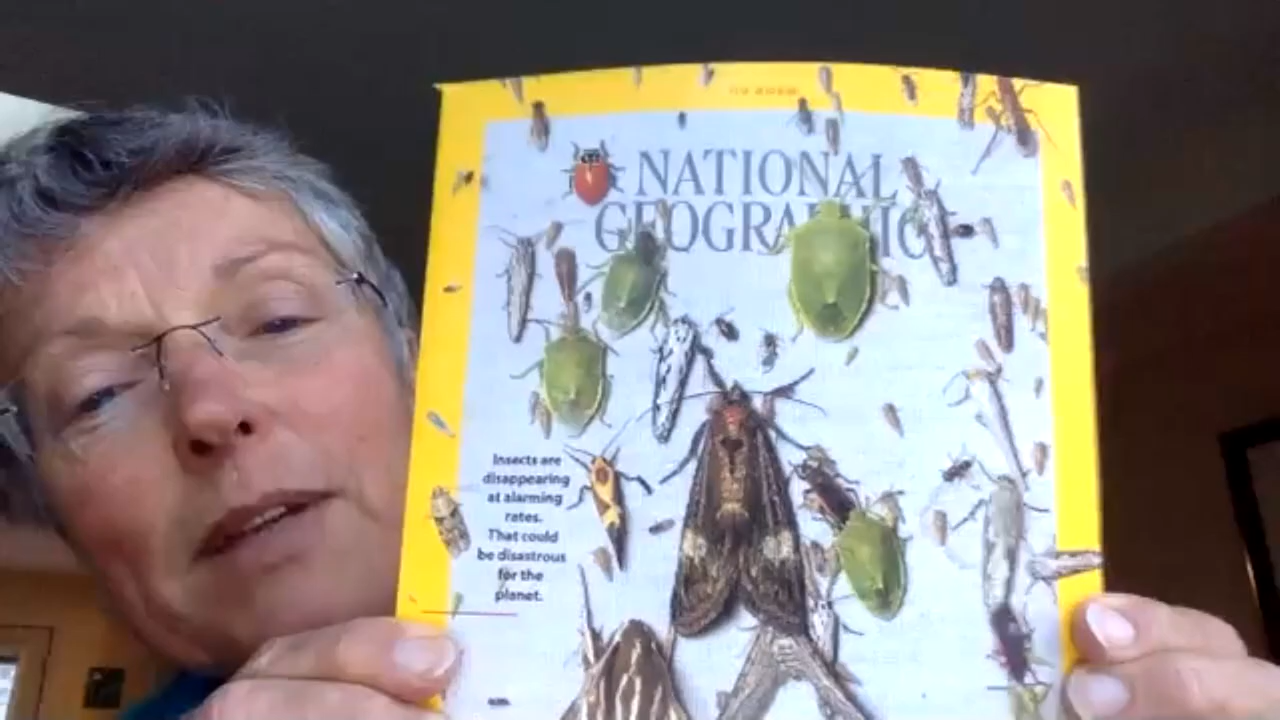 NATIONAL
GEOGRAPHIC
Insects are
disappearing
at alarming
rates.
That could
be disastrous
for the
planet.